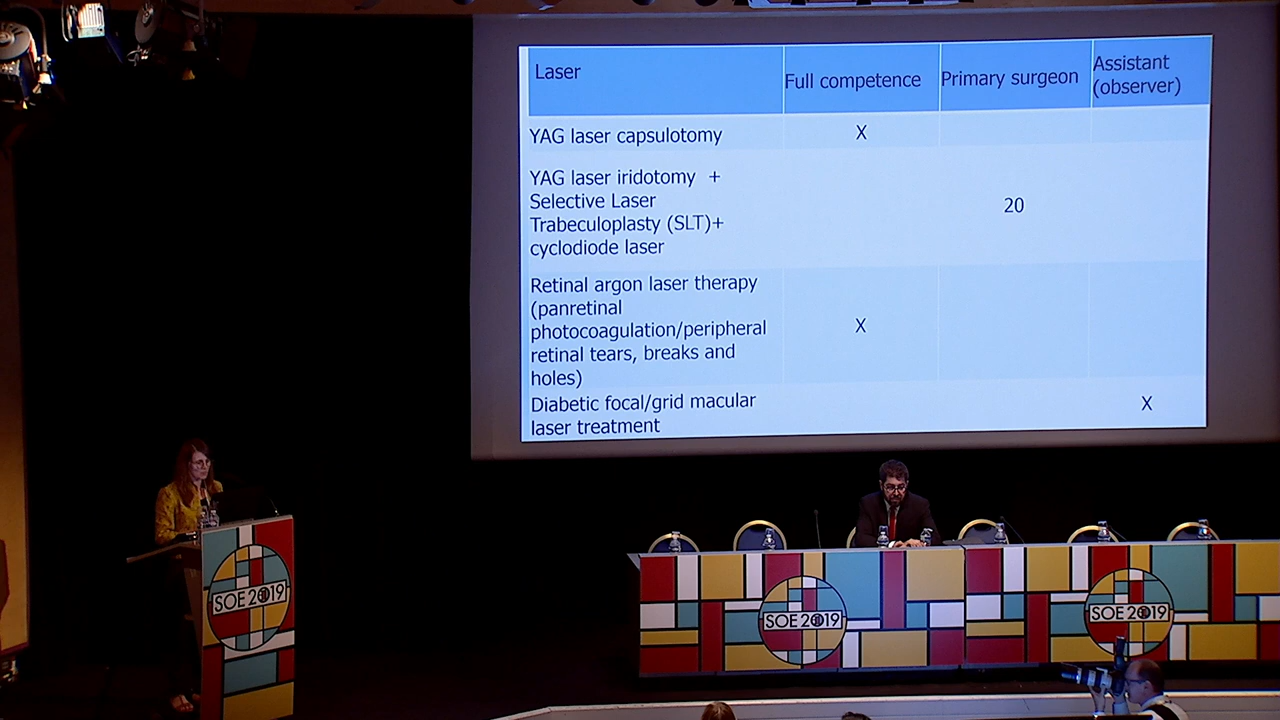 Laser
Full competence
Primary surgeon
Assistant
(observer)
YAG laser capsulotomy
X
YAG laser iridotomy +
Selective Laser
Trabeculoplasty (SLT)+
cyclodiode laser
20
Retinal argon laser therapy
(panretinal
photocoagulation/peripheral
retinal tears, breaks and
holes)
X
Diabetic focal/grid macular
laser treatment
X
SOE 2019
SOE 2019
SOE 2019